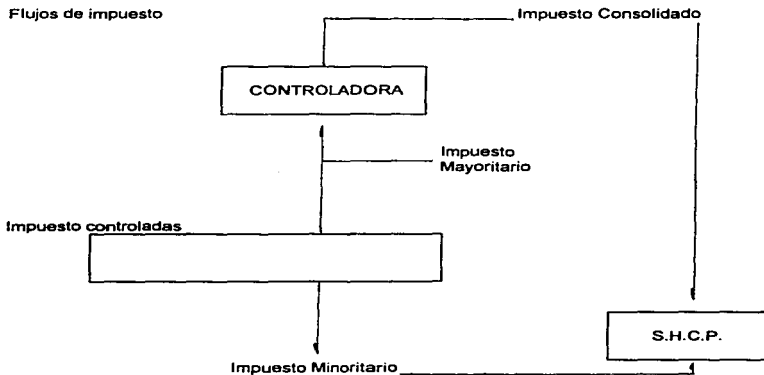 Flujos de impuesto
Impuesto Consolidado
CONTROLADORA
Impuesto
Mayoritario
Impuesto controladas
S.H.C.P.
Impuesto Minoritario